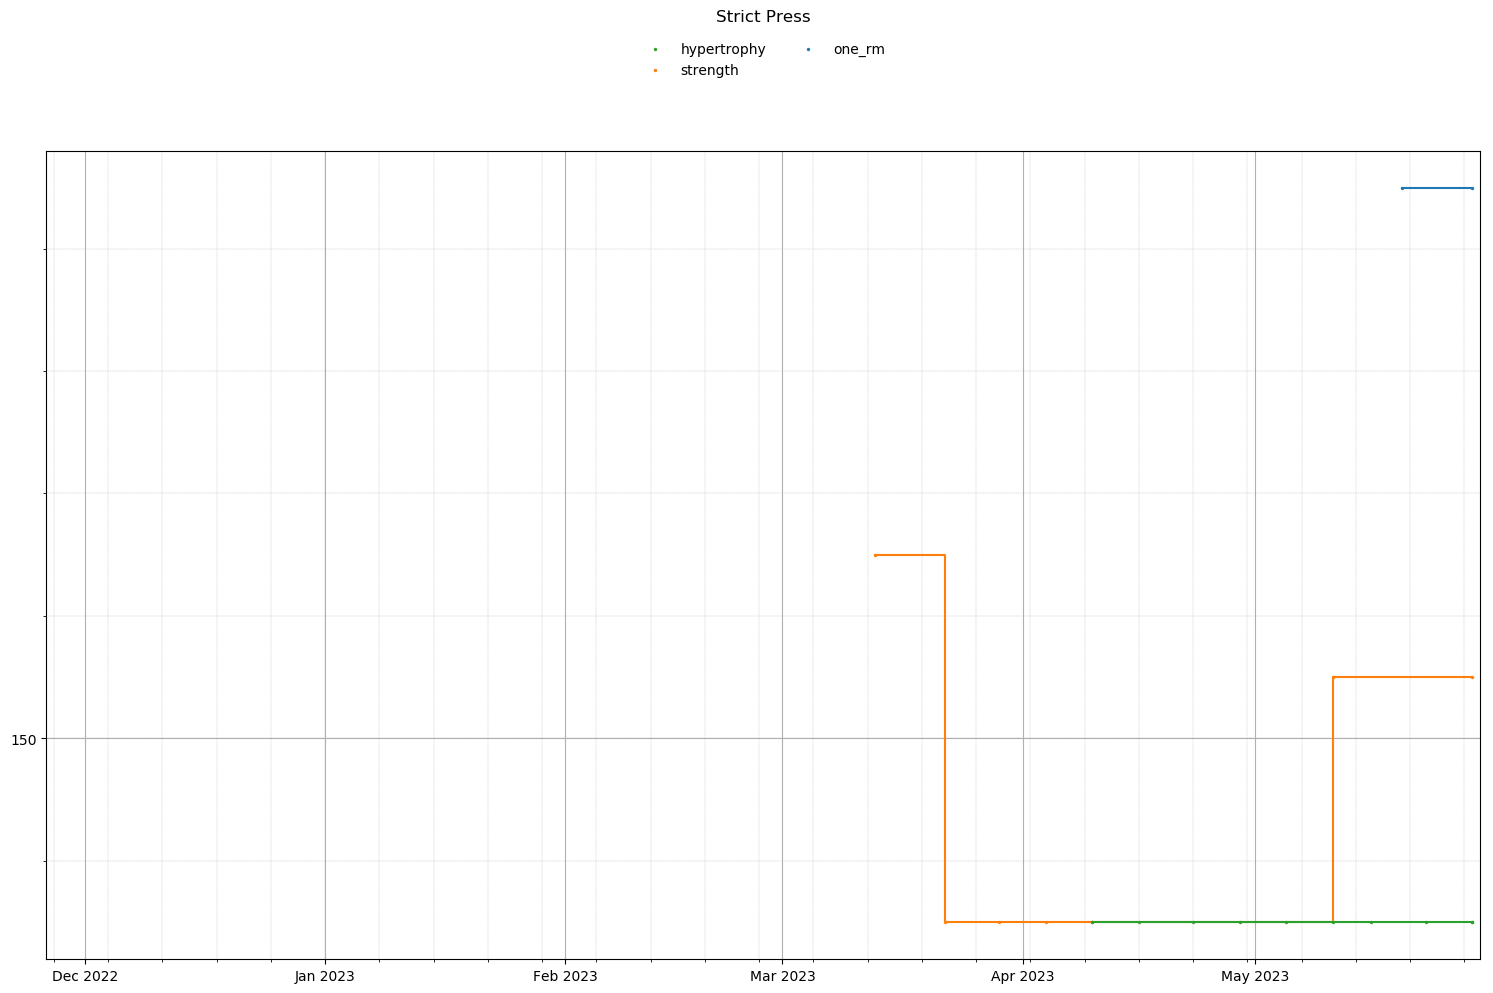 Strict Press
hypertrophy
strength
one_rm
150
Dec 2022
Jan 2023
Feb 2023
Mar 2023
Apr 2023
May 2023